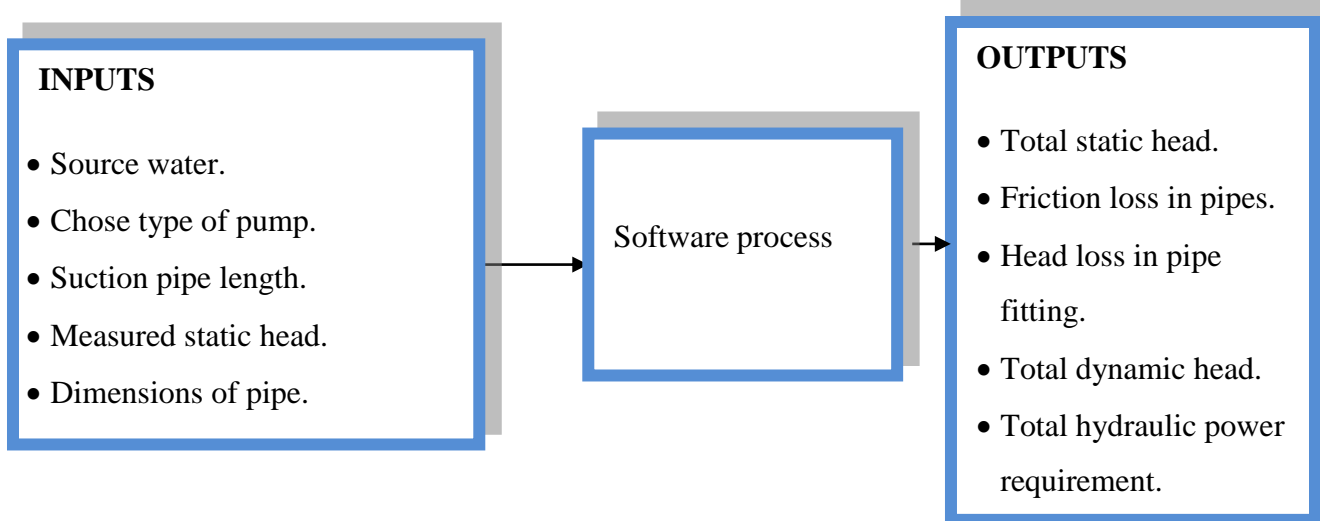 INPUTS
• Source water.
• Chose type of pump.
• Suction pipe length.
• Measured static head.
• Dimensions of pipe.
Software process
OUTPUTS
• Total static head.
• Friction loss in pipes.
• Head loss in pipe
fitting.
• Total dynamic head.
• Total hydraulic power
requirement.